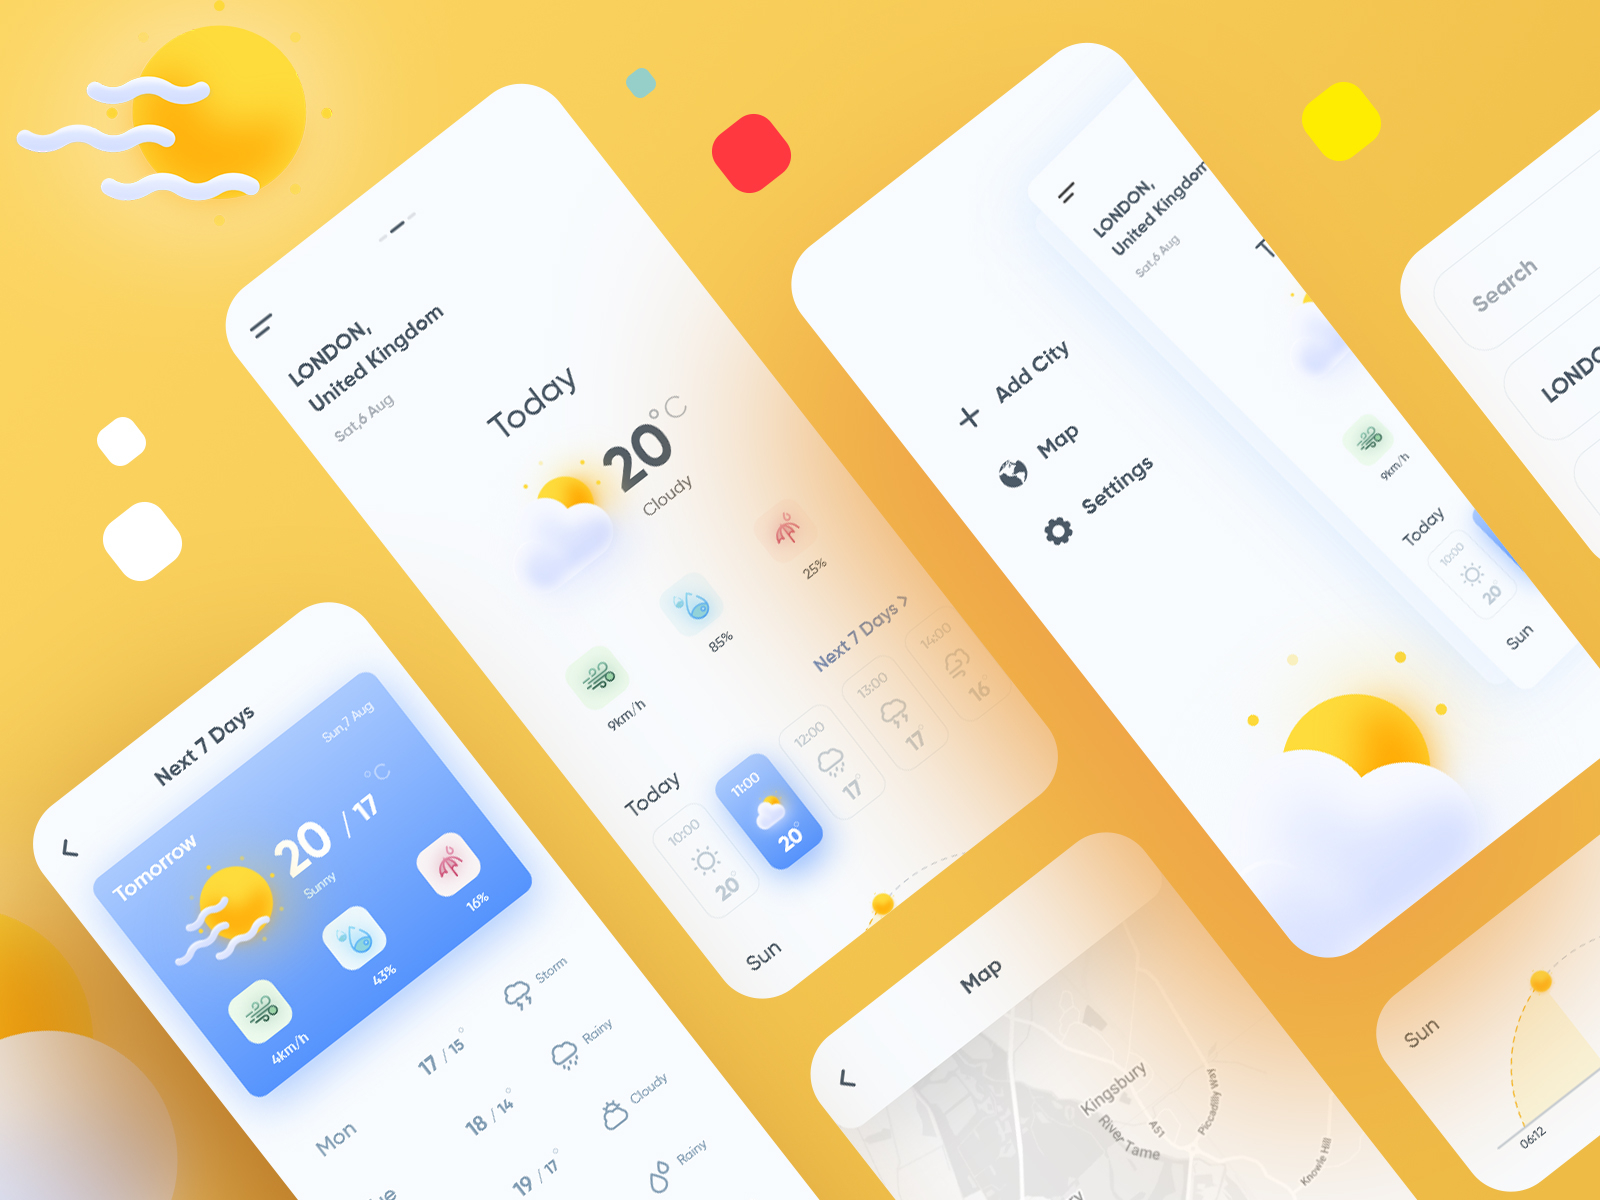 LONDON,
United Kingdom
Sat,6 Aug
Today
20°C
Cloudy
9km/h
85%
25%
Today
Next 7 Days >
10:00
20°
11:00
20°
12:00
17°
13:00
17
14:00
16
Sun
Add City
Map
Settings
LONDON,
United Kingdom
Sat,6 Aug
9km/h
Today
10:00
20
Sun
Search
Next 7 Days
Tomorrow
Sun,7 Aug
20 / 17 °C
Sunny
4km/h
43%
16%
Mon
17 / 15°
Storm
18 / 14°
Rainy
19 / 17°
Cloudy
Rainy
Map
Kingsbury
River Tame
A51
Piccadilly Way
Knowle Hill
Sun
06:12